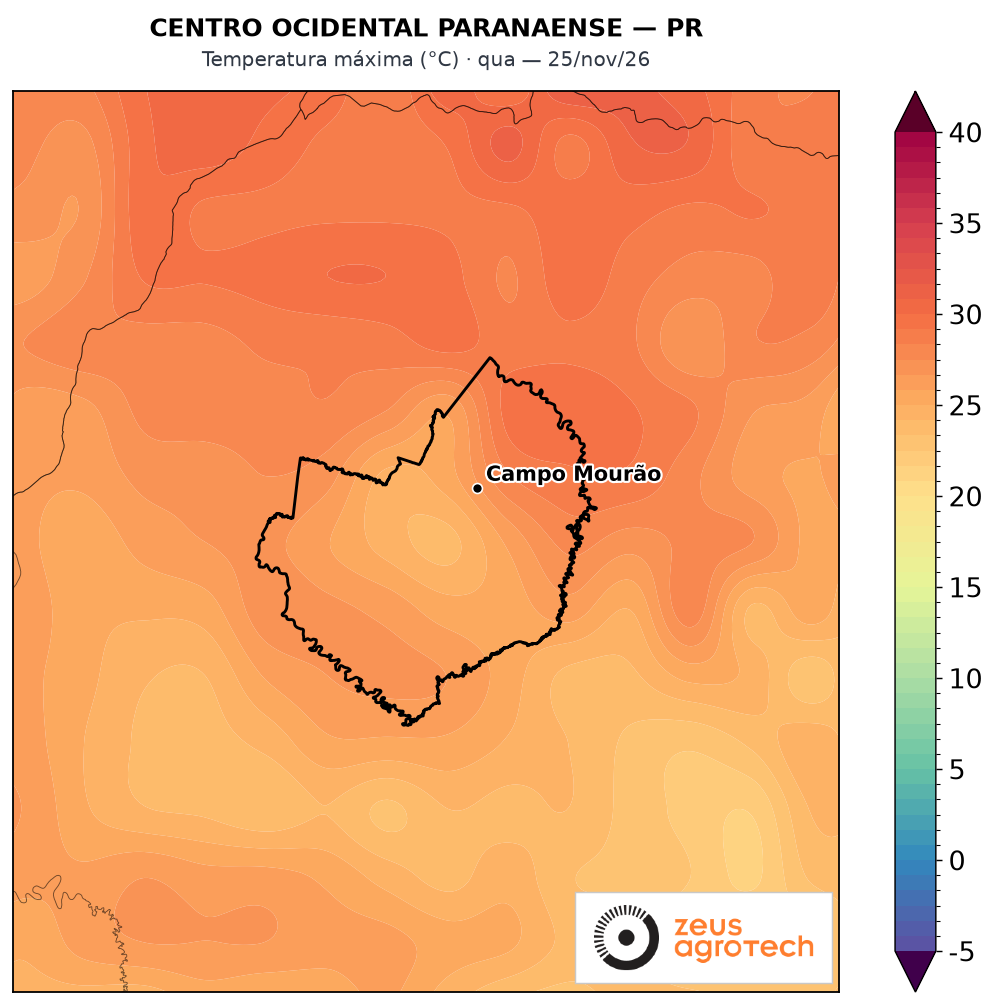 CENTRO OCIDENTAL PARANAENSE — PR
Temperatura máxima (°C) · qua — 25/nov/26
40
35
30
25
20
15
10
5
0
-5
Campo Mourão
zeus
agrotech